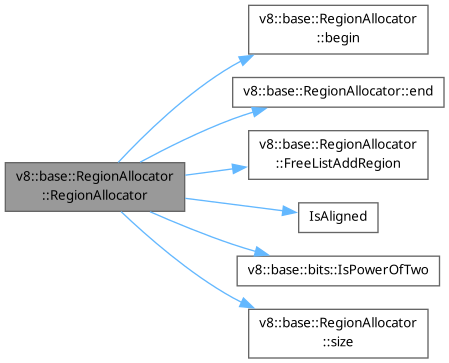 v8::base::RegionAllocator
::begin
v8::base::RegionAllocator::end
v8::base::RegionAllocator
::FreeListAddRegion
v8::base::RegionAllocator
::RegionAllocator
IsAligned
v8::base::bits::IsPowerOfTwo
v8::base::RegionAllocator
::size